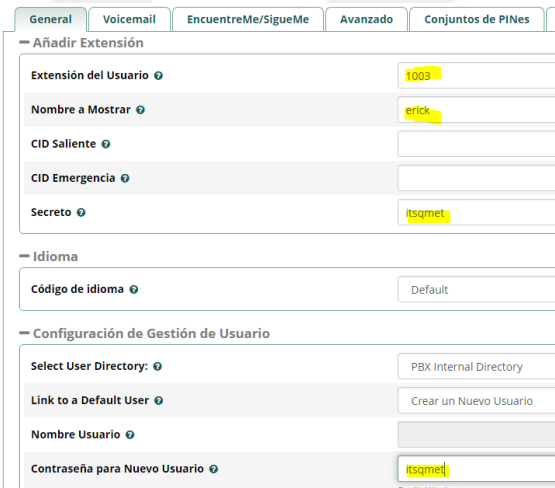 General Voicemail EncuentreMe/SigueMe Avanzado Conjuntos de PINes
Añadir Extensión
Extensión del Usuario 1003
Nombre a Mostrar erick
CID Saliente
CID Emergencia
Secreto itsqmet
Idioma
Código de idioma Default
Configuración de Gestión de Usuario
Select User Directory: PBX Internal Directory
Link to a Default User Crear un Nuevo Usuario
Nombre Usuario
Contraseña para Nuevo Usuario itsqmet